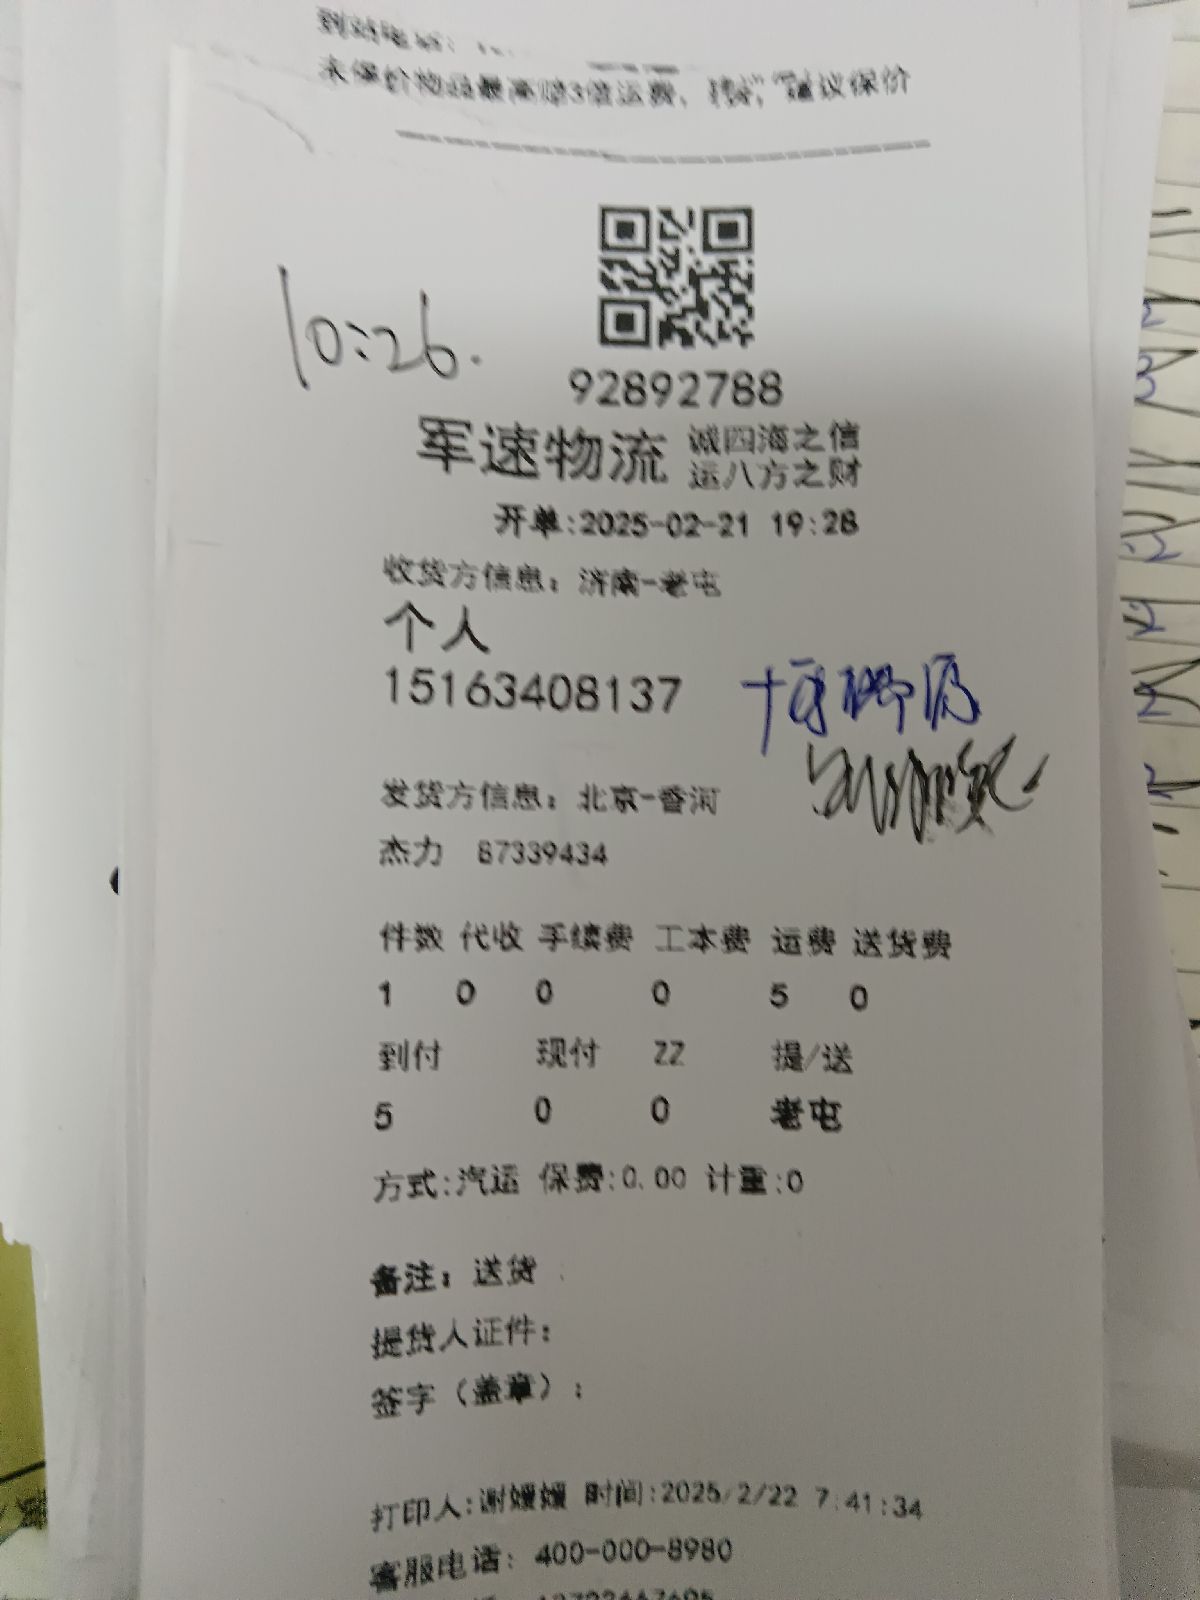 到站电话:
未保价物品最高赔3倍运费, 建议保价
10:26.
92892788
军速物流 诚四海之信
运八方之财
开单:2025-02-21 19:28
收货方信息: 济南-老屯
个人
15163408137
发货方信息: 北京-香河
杰力 87339434
件数 代收 手续费 工本费 运费 送货费
1 0 0 0 5 0
到付 现付 ZZ 提/送
5 0 0 老屯
方式:汽运 保费:0.00 计重:0
备注: 送货
提货人证件:
签字(盖章):
打印人:谢媛媛 时间:2025/2/22 7:41:34
客服电话: 400-000-8980